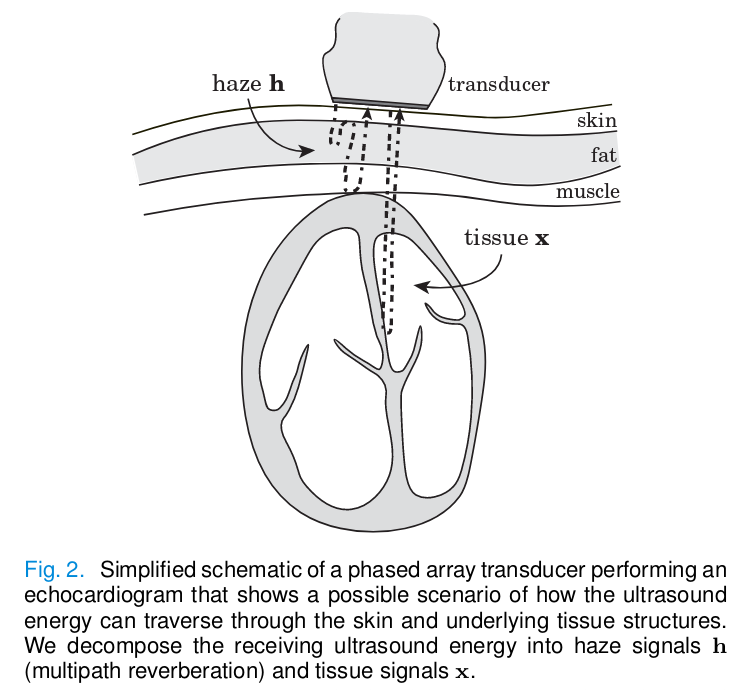 haze h
transducer
skin
fat
muscle
tissue x
Fig. 2. Simplified schematic of a phased array transducer performing an
echocardiogram that shows a possible scenario of how the ultrasound
energy can traverse through the skin and underlying tissue structures.
We decompose the receiving ultrasound energy into haze signals h
(multipath reverberation) and tissue signals x.